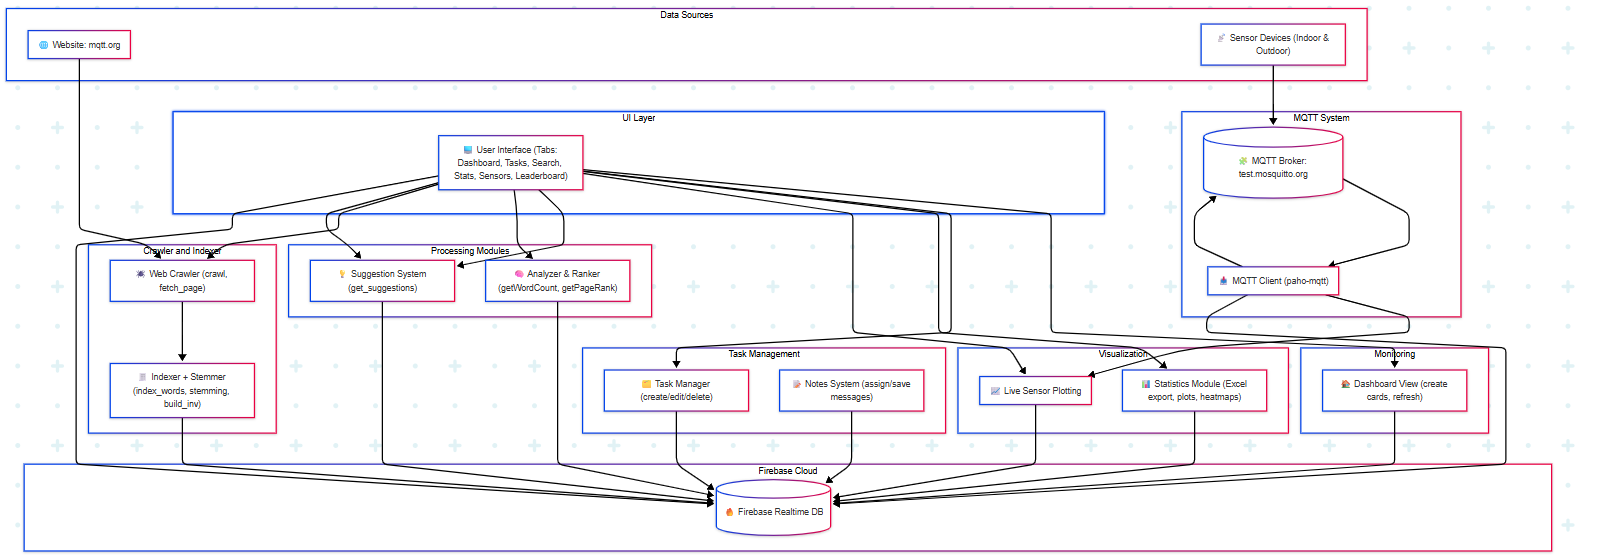 Data Sources
Website: mqtt.org
Sensor Devices (Indoor &
Outdoor)
UI Layer
User Interface (Tabs:
Dashboard, Tasks, Search,
Stats, Sensors, Leaderboard)
MQTT System
MQTT Broker:
test.mosquitto.org
MQTT Client (paho-mqtt)
Crawler and Indexer
Web Crawler (crawl,
fetch_page)
Indexer + Stemmer
(index_words, stemming,
build_inv)
Processing Modules
Suggestion System
(get_suggestions)
Analyzer & Ranker
(getWordCount, getPageRank)
Task Management
Task Manager
(create/edit/delete)
Notes System (assign/save
messages)
Visualization
Live Sensor Plotting
Statistics Module (Excel
export, plots, heatmaps)
Monitoring
Dashboard View (create
cards, refresh)
Firebase Cloud
Firebase Realtime DB